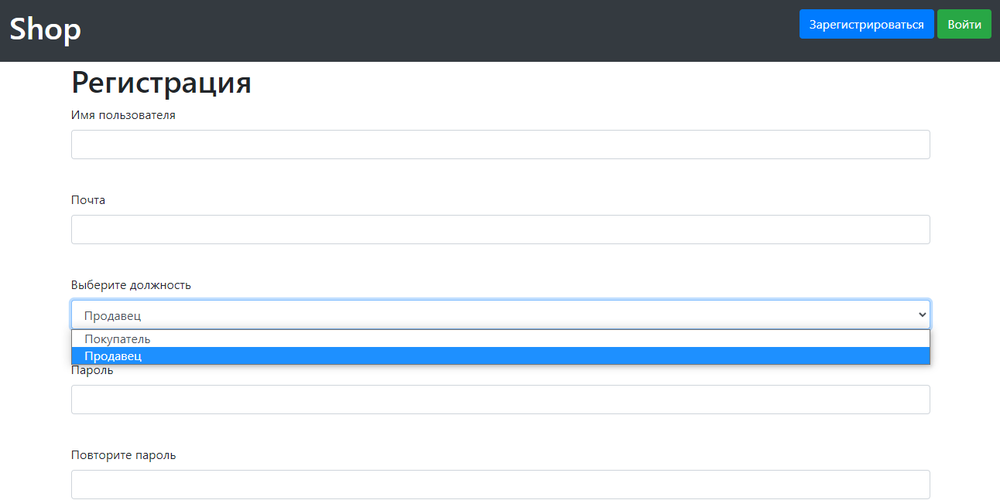 Shop
Зарегистрироваться
Войти
Регистрация
Имя пользователя
Почта
Выберите должность
Продавец
Покупатель
Продавец
Пароль
Повторите пароль